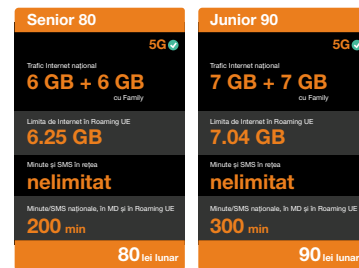 Senior 80
5G
Trafic Internet național
6 GB + 6 GB
cu Family
Limita de Internet în Roaming UE
6.25 GB
Minute și SMS în rețea
nelimitat
Minute/SMS naționale, în MD și în Roaming UE
200 min
80 lei lunar
Junior 90
5G
Trafic Internet național
7 GB + 7 GB
cu Family
Limita de Internet în Roaming UE
7.04 GB
Minute și SMS în rețea
nelimitat
Minute/SMS naționale, în MD și în Roaming UE
300 min
90 lei lunar